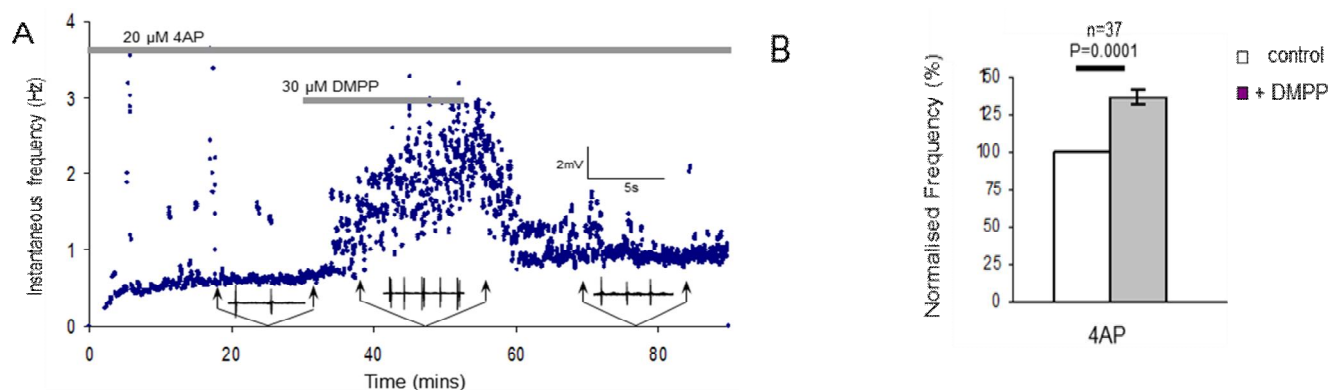 A
Instantaneous frequency (Hz)
4
3
2
1
0
20 µM 4AP
30 µM DMPP
2mV
5s
0
20
40
60
80
Time (mins)
B
n=37
P=0.0001
control
+ DMPP
Normalised Frequency (%)
150
125
100
75
50
25
0
4AP